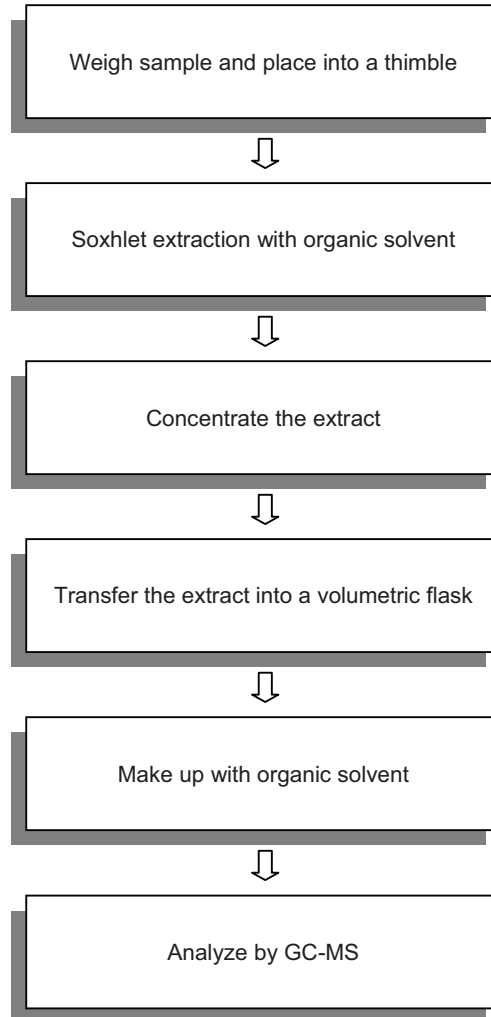 Weigh sample and place into a thimble
Soxhlet extraction with organic solvent
Concentrate the extract
Transfer the extract into a volumetric flask
Make up with organic solvent
Analyze by GC-MS